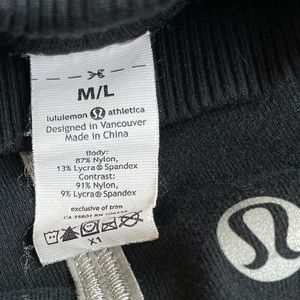 M/L
lululemon athletica
Designed in Vancouver
Made in China
Body:
87% Nylon,
13% Lycra® Spandex
Contrast:
91% Nylon,
9% Lycra® Spandex
exclusive of trim
X1